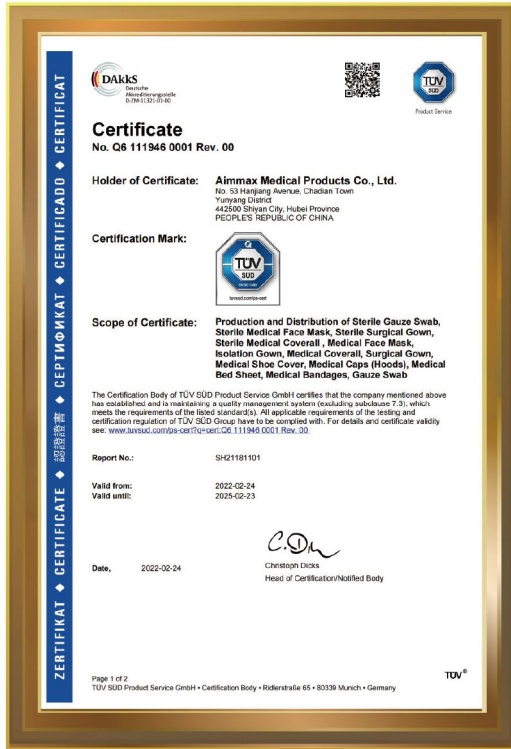 ZERTIFIKAT ◆ CERTIFICATE ◆ 認證證書 ◆ СЕРТИФИКАТ ◆ CERTIFICADO ◆ CERTIFICAT
DAkkS
Deutsche
Akkreditierungsstelle
D-ZM-11321-01-00
TÜV
SÜD
Product Service
Certificate
No. Q6 111946 0001 Rev. 00
Holder of Certificate:
Aimmax Medical Products Co., Ltd.
No. 53 Hanjiang Avenue, Chadian Town
Yunyang District
442500 Shiyan City, Hubei Province
PEOPLE'S REPUBLIC OF CHINA
Certification Mark:
TÜV
SÜD
tuvsud.com/ps-cert
Scope of Certificate:
Production and Distribution of Sterile Gauze Swab,
Sterile Medical Face Mask, Sterile Surgical Gown,
Sterile Medical Coverall , Medical Face Mask,
Isolation Gown, Medical Coverall, Surgical Gown,
Medical Shoe Cover, Medical Caps (Hoods), Medical
Bed Sheet, Medical Bandages, Gauze Swab
The Certification Body of TÜV SÜD Product Service GmbH certifies that the company mentioned above
has established and is maintaining a quality management system (excluding subclause 7.3), which
meets the requirements of the listed standard(s). All applicable requirements of the testing and
certification regulation of TÜV SÜD Group have to be complied with. For details and certificate validity
see: www.tuvsud.com/ps-cert?q=cert:Q6 111946 0001 Rev. 00
Report No.: SH21181101
Valid from: 2022-02-24
Valid until: 2025-02-23
Date, 2022-02-24
Christoph Dicks
Head of Certification/Notified Body
Page 1 of 2
TÜV SÜD Product Service GmbH • Certification Body • Ridlerstraße 65 • 80339 Munich • Germany
TÜV®